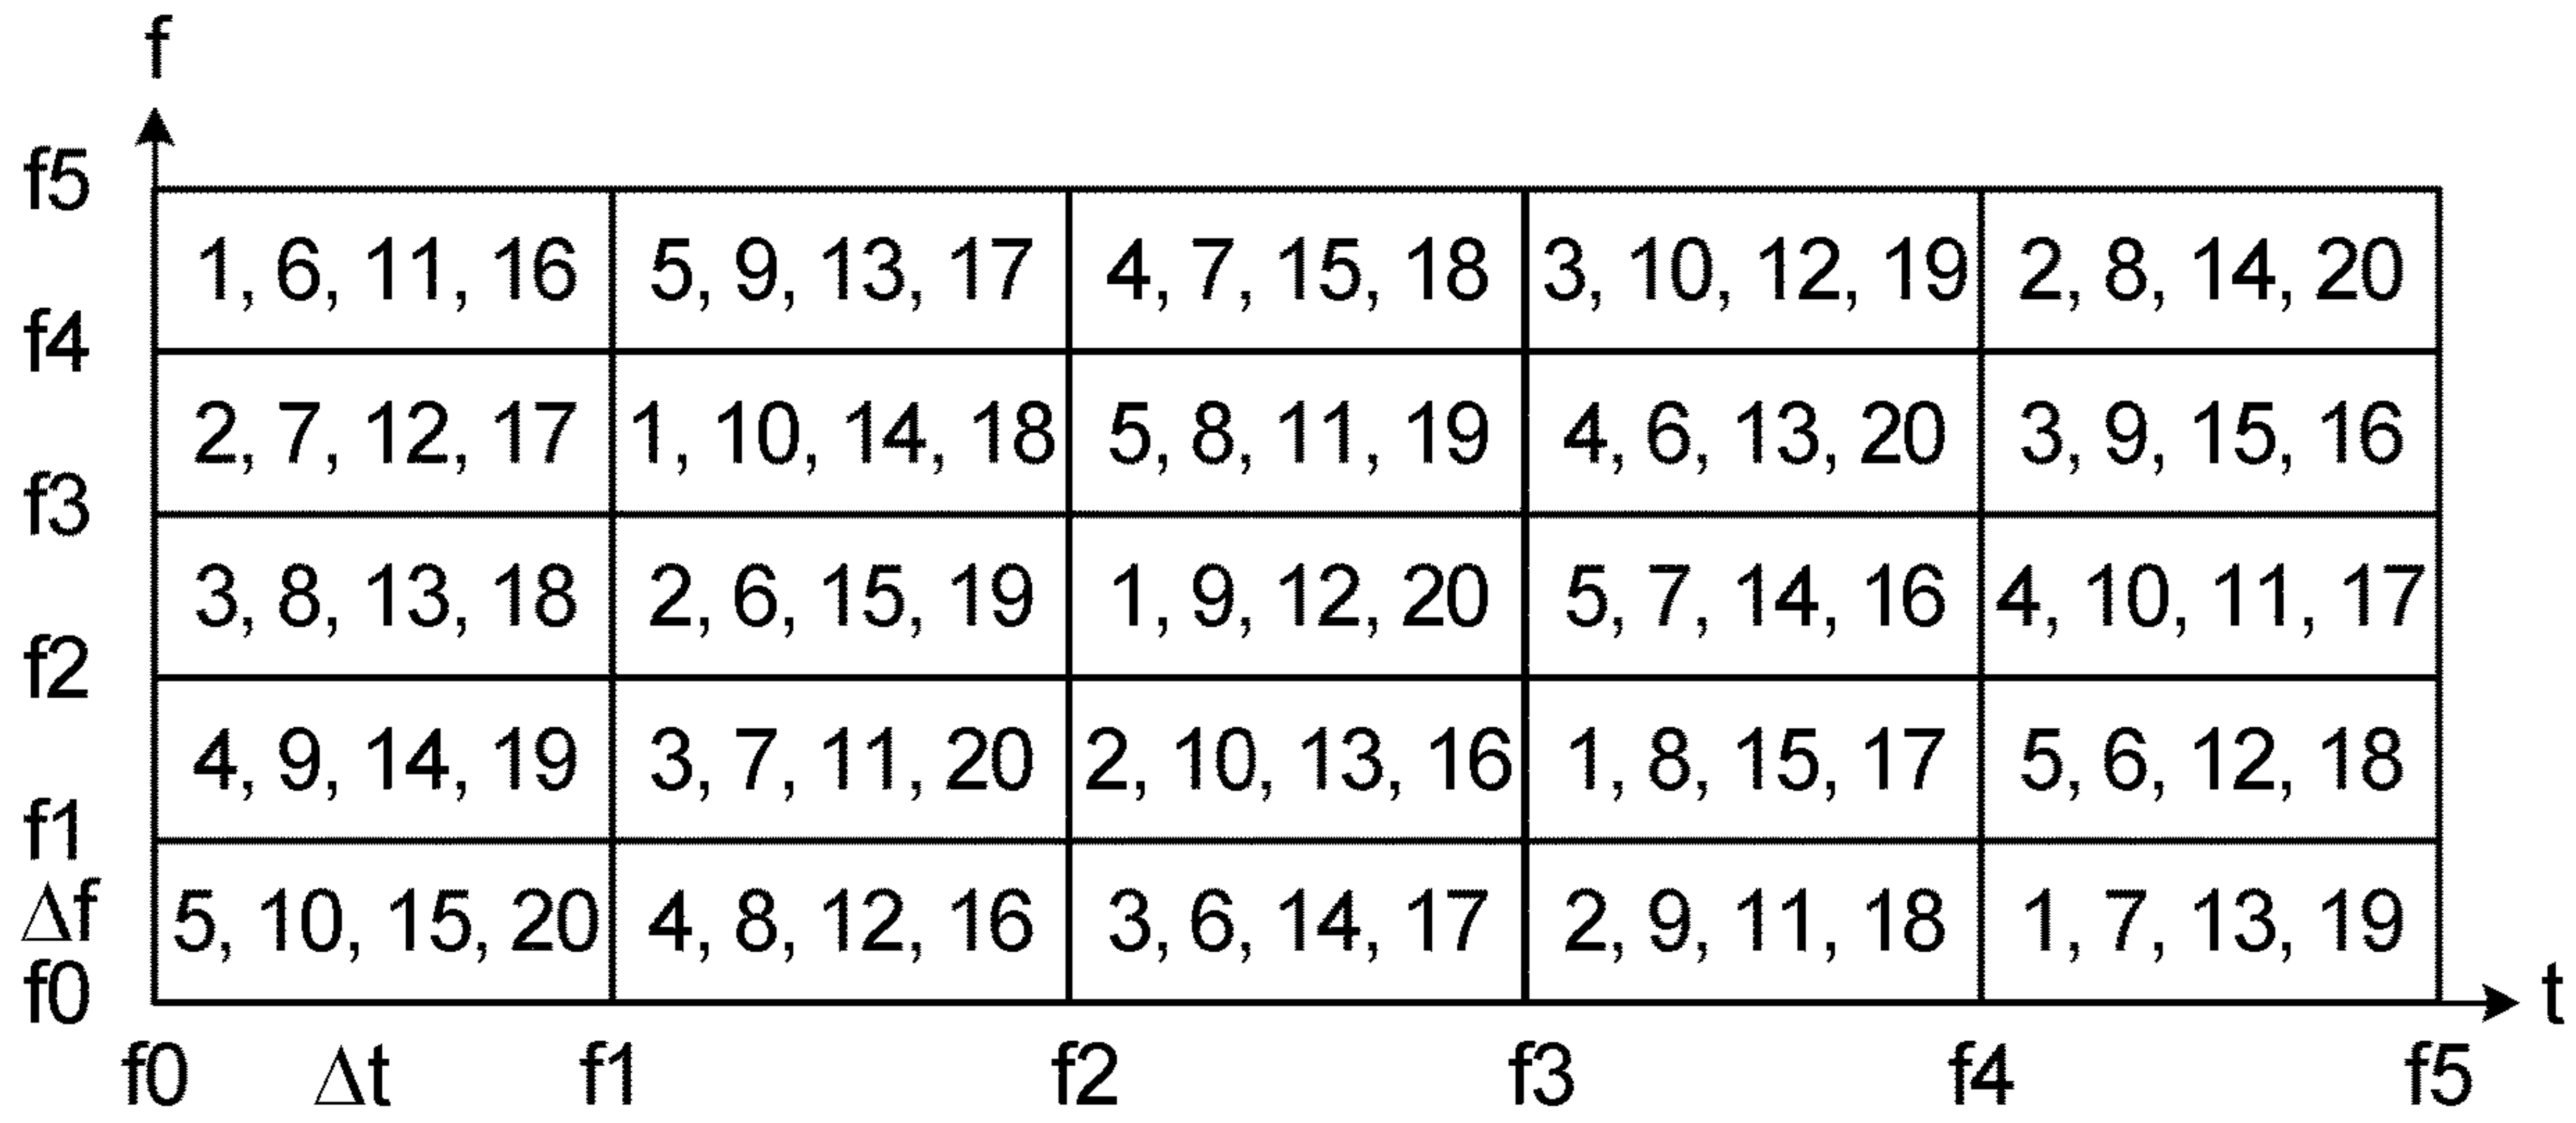 f
f5
1, 6, 11, 16 5, 9, 13, 17 4, 7, 15, 18 3, 10, 12, 19 2, 8, 14, 20
f4
2, 7, 12, 17 1, 10, 14, 18 5, 8, 11, 19 4, 6, 13, 20 3, 9, 15, 16
f3
3, 8, 13, 18 2, 6, 15, 19 1, 9, 12, 20 5, 7, 14, 16 4, 10, 11, 17
f2
4, 9, 14, 19 3, 7, 11, 20 2, 10, 13, 16 1, 8, 15, 17 5, 6, 12, 18
f1
Δf 5, 10, 15, 20 4, 8, 12, 16 3, 6, 14, 17 2, 9, 11, 18 1, 7, 13, 19
f0 t
f0 Δt f1 f2 f3 f4 f5